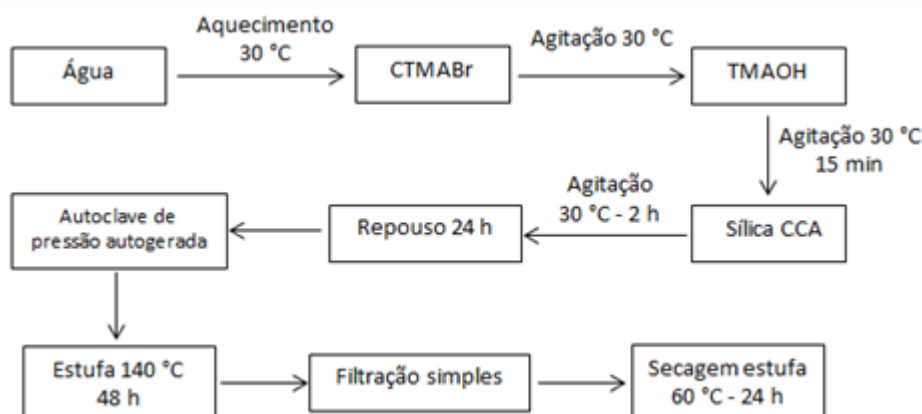 Água
Aquecimento
30 °C
CTMABr
Agitação 30 °C
TMAOH
Agitação 30 °C
15 min
Sílica CCA
Agitação
30 °C - 2 h
Repouso 24 h
Autoclave de
pressão autogerada
Estufa 140 °C
48 h
Filtração simples
Secagem estufa
60 °C - 24 h